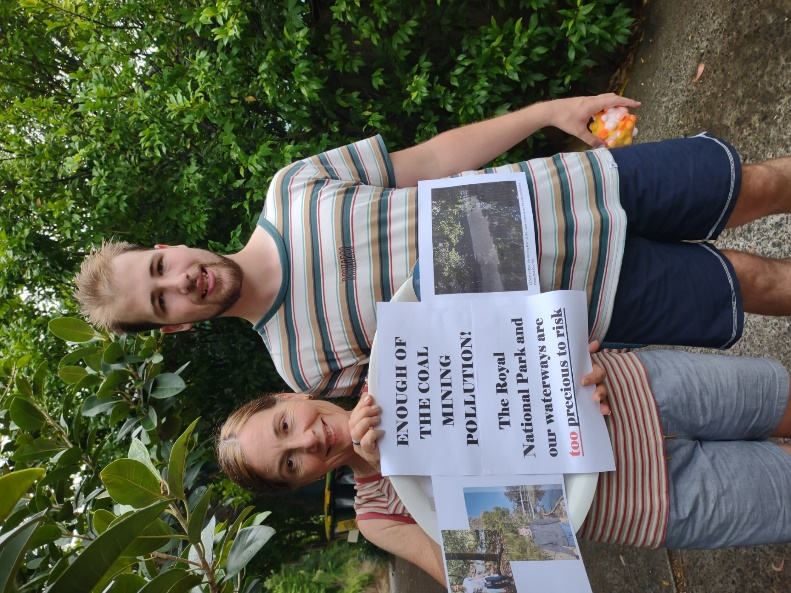 ENOUGH OF
THE COAL
MINING
POLLUTION!
The Royal
National Park and
our waterways are
too precious to risk